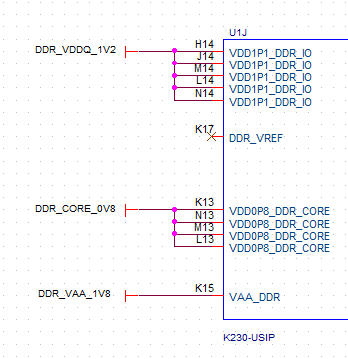 U1J
DDR_VDDQ_1V2
H14 VDD1P1_DDR_IO
J14 VDD1P1_DDR_IO
M14 VDD1P1_DDR_IO
L14 VDD1P1_DDR_IO
N14 VDD1P1_DDR_IO
K17 DDR_VREF
DDR_CORE_0V8
K13 VDD0P8_DDR_CORE
N13 VDD0P8_DDR_CORE
M13 VDD0P8_DDR_CORE
L13 VDD0P8_DDR_CORE
DDR_VAA_1V8
K15 VAA_DDR
K230-USIP